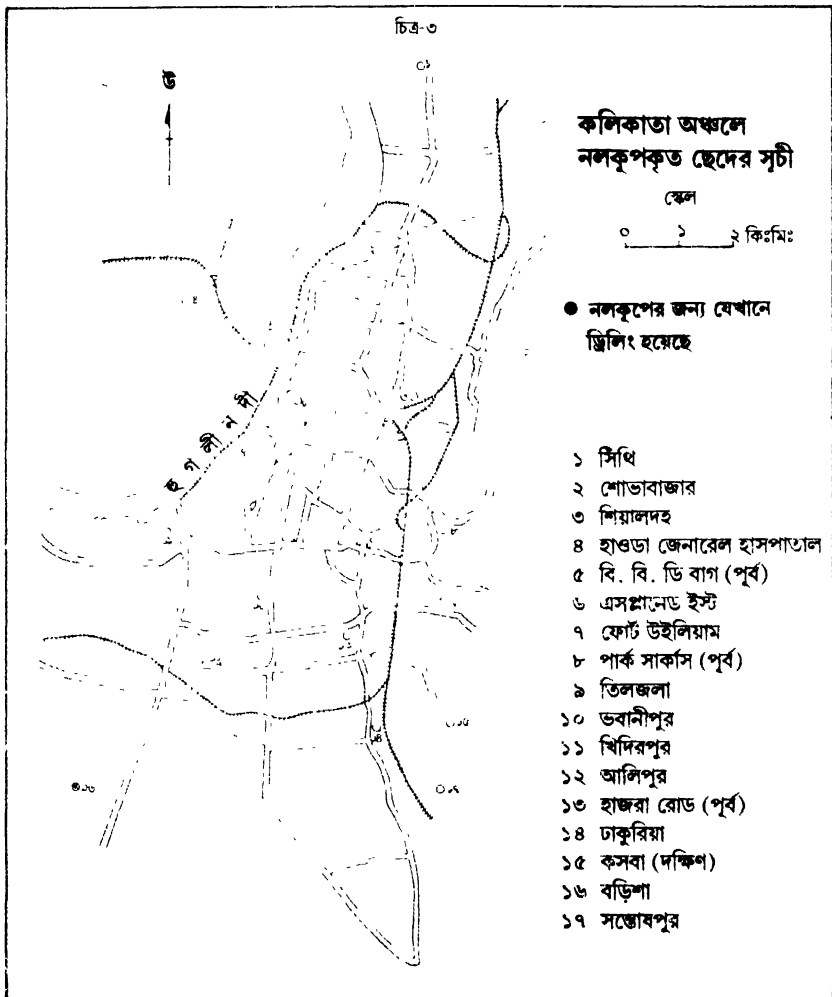 চিত্র-৩
উ
০১
কলিকাতা অঞ্চলে
নলকূপকৃত ছেদের সূচী
স্কেল
০ ১ ২ কিঃমিঃ
● নলকূপের জন্য যেখানে
ড্রিলিং হয়েছে
হুগলী নদী
১ সিঁথি
২ শোভাবাজার
৩ শিয়ালদহ
৪ হাওড়া জেনারেল হাসপাতাল
৫ বি. বি. ডি বাগ (পূর্ব)
৬ এসপ্লানেড ইস্ট
৭ ফোর্ট উইলিয়াম
৮ পার্ক সার্কাস (পূর্ব)
৯ তিলজলা
১০ ভবানীপুর
১১ খিদিরপুর
১২ আলিপুর
১৩ হাজরা রোড (পূর্ব)
১৪ ঢাকুরিয়া
১৫ কসবা (দক্ষিণ)
১৬ বড়িশা
১৭ সন্তোষপুর